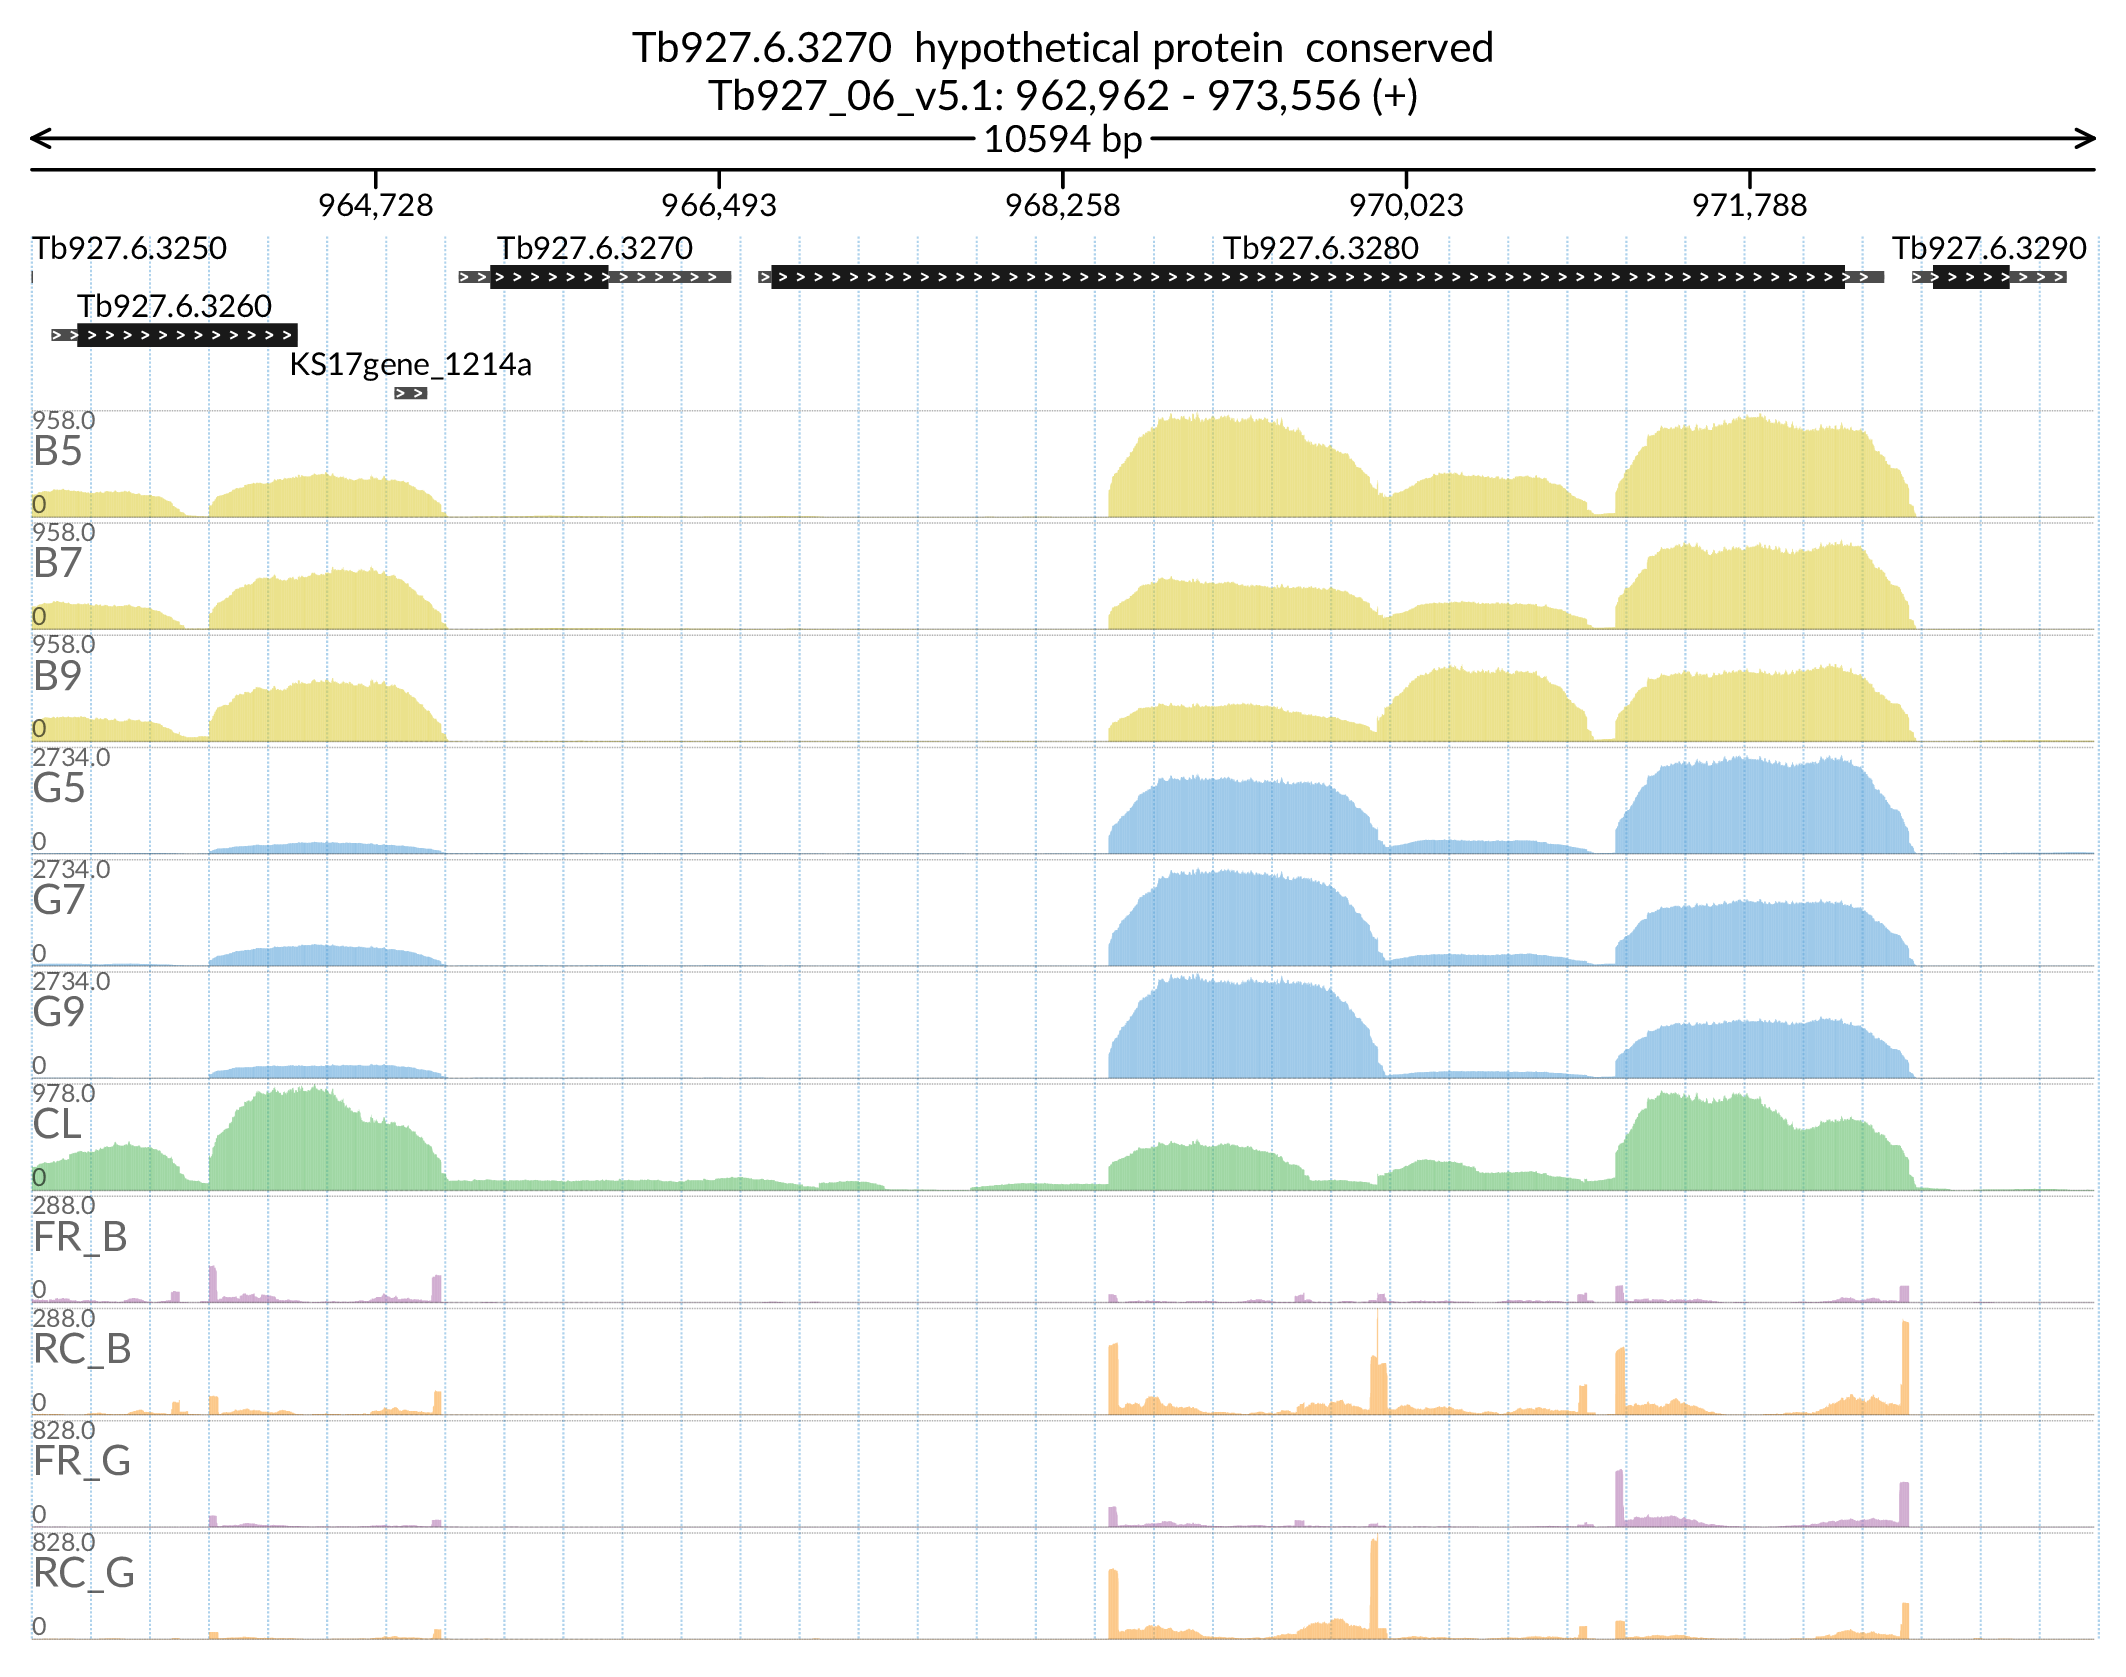 Tb927.6.3270  hypothetical protein  conserved
Tb927_06_v5.1: 962,962 - 973,556 (+)
10594 bp
964,728 966,493 968,258 970,023 971,788
Tb927.6.3250 Tb927.6.3270 Tb927.6.3280 Tb927.6.3290
Tb927.6.3260
KS17gene_1214a
958.0
B5
0
958.0
B7
0
958.0
B9
0
2734.0
G5
0
2734.0
G7
0
2734.0
G9
0
978.0
CL
0
288.0
FR_B
0
288.0
RC_B
0
828.0
FR_G
0
828.0
RC_G
0